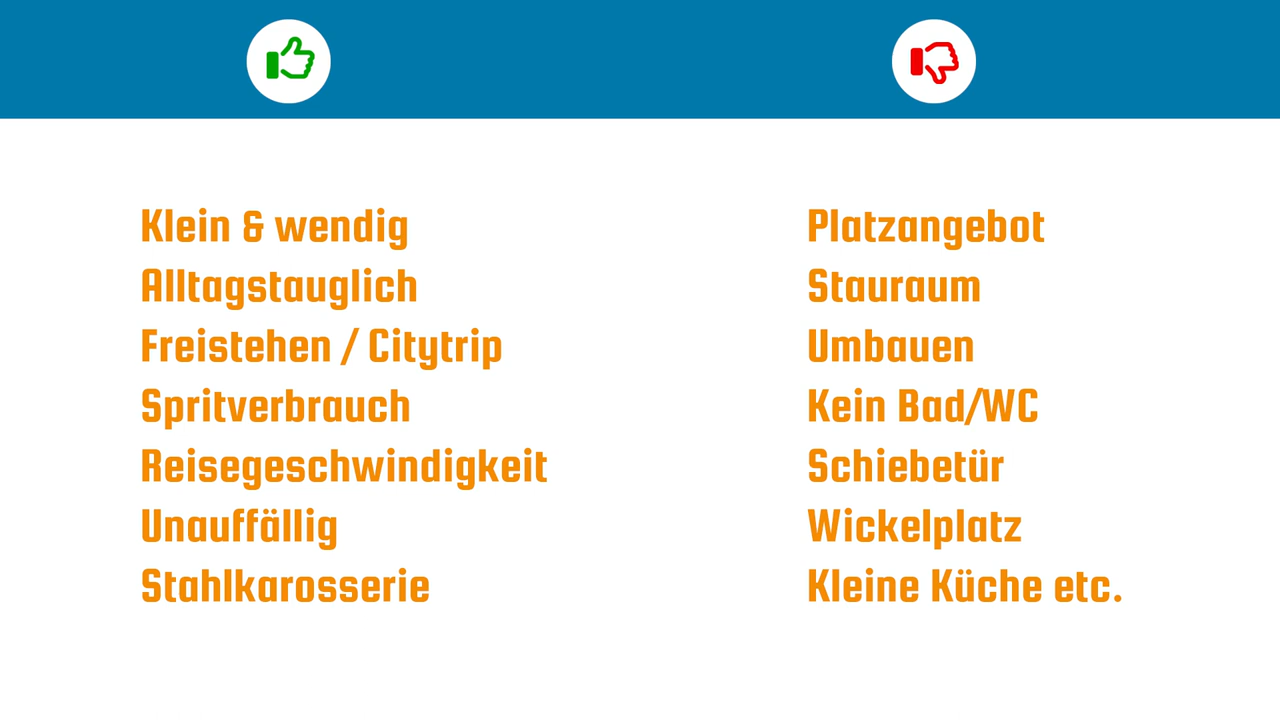 Klein & wendig
Alltagstauglich
Freistehen / Citytrip
Spritverbrauch
Reisegeschwindigkeit
Unauffällig
Stahlkarosserie
Platzangebot
Stauraum
Umbauen
Kein Bad/WC
Schiebetür
Wickelplatz
Kleine Küche etc.